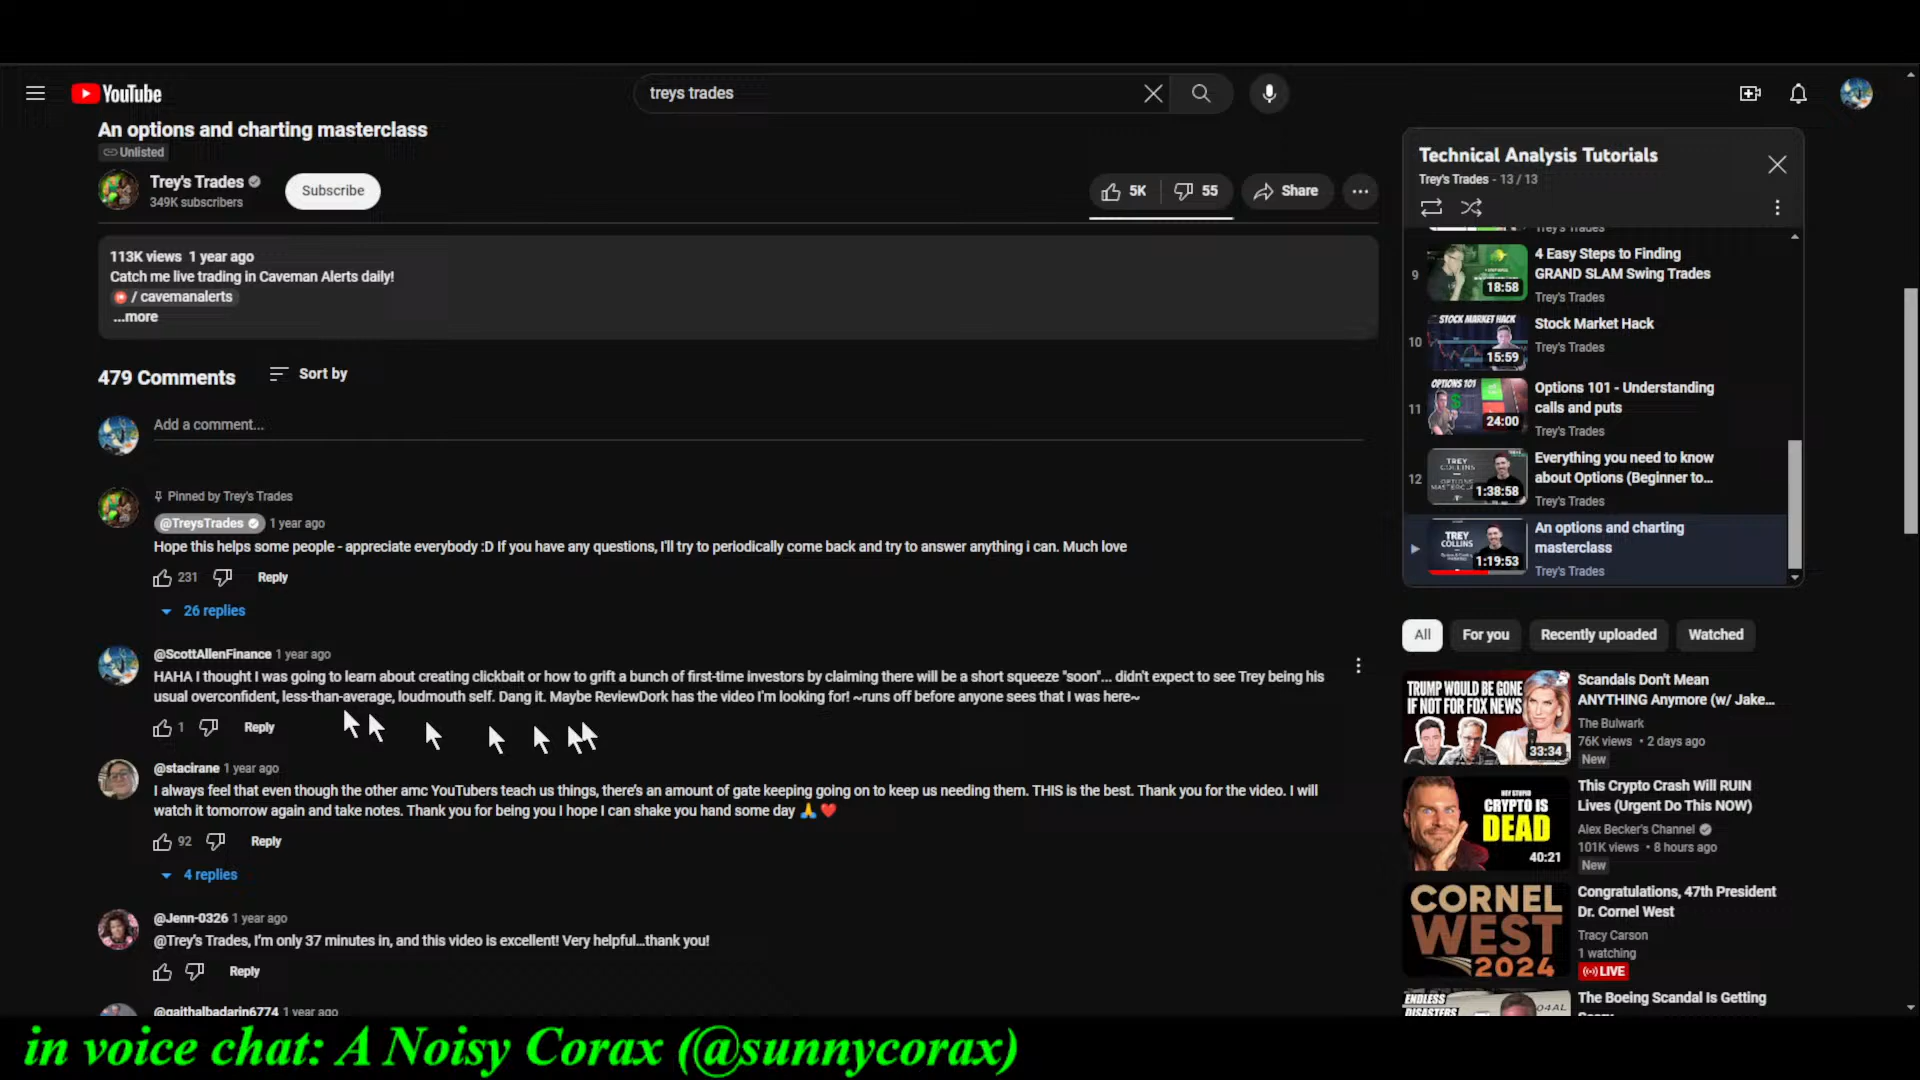 YouTube
treys trades
An options and charting masterclass
Unlisted
Trey's Trades
349K subscribers
Subscribe
5K
55
Share
113K views 1 year ago
Catch me live trading in Caveman Alerts daily!
/ cavemanalerts
...more
479 Comments
Sort by
Add a comment...
Pinned by Trey's Trades
@TreysTrades 1 year ago
Hope this helps some people - appreciate everybody :D If you have any questions, I'll try to periodically come back and try to answer anything i can. Much love
231
Reply
26 replies
@ScottAllenFinance 1 year ago
HAHA I thought I was going to learn about creating clickbait or how to grift a bunch of first-time investors by claiming there will be a short squeeze "soon"... didn't expect to see Trey being his
usual overconfident, less-than-average, loudmouth self. Dang it. Maybe ReviewDork has the video I'm looking for! ~runs off before anyone sees that I was here~
1
Reply
@stacirane 1 year ago
I always feel that even though the other amc YouTubers teach us things, there's an amount of gate keeping going on to keep us needing them. THIS is the best. Thank you for the video. I will
watch it tomorrow again and take notes. Thank you for being you I hope I can shake you hand some day 🙏❤️
92
Reply
4 replies
@Jenn-0326 1 year ago
@Trey's Trades, I'm only 37 minutes in, and this video is excellent! Very helpful...thank you!
Reply
@gaithalbadarin6774 1 year ago
Technical Analysis Tutorials
Trey's Trades - 13 / 13
Trey's Trades
9
18:58
4 Easy Steps to Finding
GRAND SLAM Swing Trades
Trey's Trades
10
STOCK MARKET HACK
15:59
Stock Market Hack
Trey's Trades
11
OPTIONS 101
24:00
Options 101 - Understanding
calls and puts
Trey's Trades
12
TREY
COLLINS
1:38:58
Everything you need to know
about Options (Beginner to...
Trey's Trades
TREY
COLLINS
1:19:53
An options and charting
masterclass
Trey's Trades
All
For you
Recently uploaded
Watched
TRUMP WOULD BE GONE
IF NOT FOR FOX NEWS
33:34
Scandals Don't Mean
ANYTHING Anymore (w/ Jake...
The Bulwark
76K views • 2 days ago
New
HEY STUPID
CRYPTO IS
DEAD
40:21
This Crypto Crash Will RUIN
Lives (Urgent Do This NOW)
Alex Becker's Channel
101K views • 8 hours ago
New
CORNEL
WEST
2024
Congratulations, 47th President
Dr. Cornel West
Tracy Carson
1 watching
LIVE
ENDLESS
DISASTERS
The Boeing Scandal Is Getting
in voice chat: A Noisy Corax (@sunnycorax)